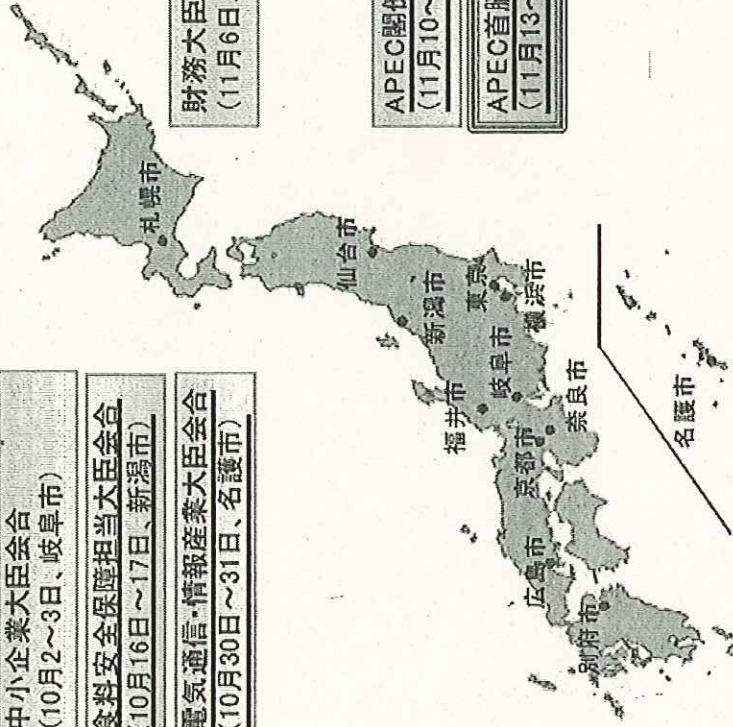 中小企業大臣会合
(10月2～3日、岐阜市)
食料安全保障担当大臣会合
(10月16日～17日、新潟市)
電気通信・情報産業大臣会合
(10月30日～31日、名護市)
財務大臣
(11月6日、
APEC閣
(11月10～
APEC首脳
(11月13～
札幌市
仙台市
新潟市
東京
横浜市
福井市
岐阜市
京都市
奈良市
広島市
別府市
名護市